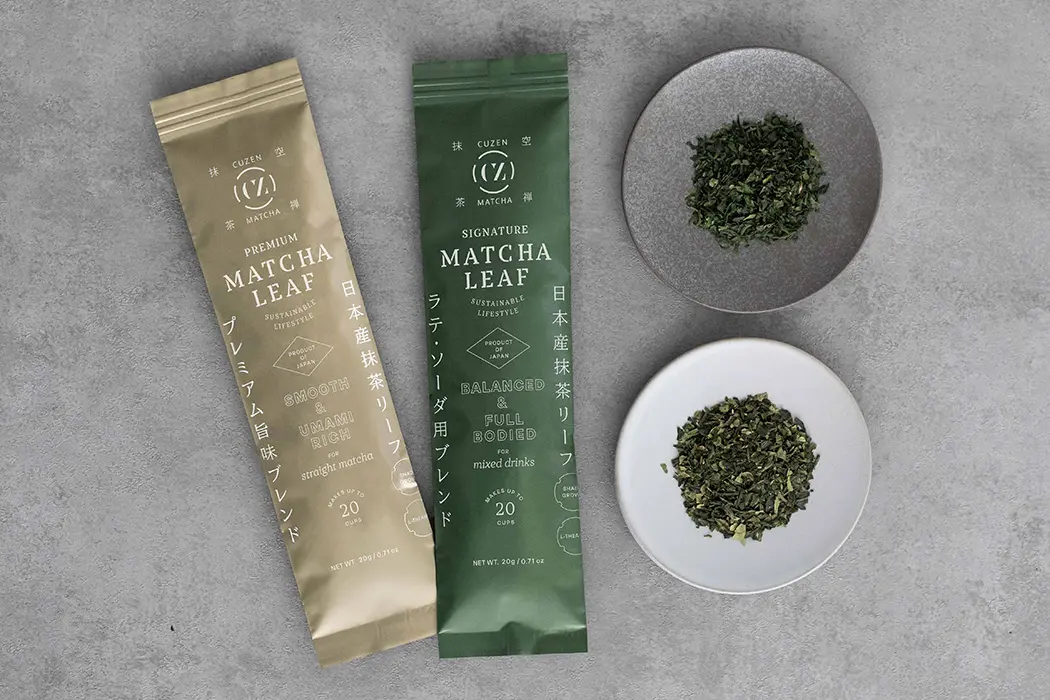 抹 CUZEN 空
CZ
茶 MATCHA 禅
PREMIUM
MATCHA
LEAF
SUSTAINABLE
LIFESTYLE
PRODUCT
OF
JAPAN
SMOOTH
&
UMAMI
RICH
FOR
straight matcha
MAKES UP TO
20
CUPS
NET WT. 20g / 0.71oz
プレミアム旨味ブレンド
日本産抹茶リーフ
抹 CUZEN 空
CZ
茶 MATCHA 禅
SIGNATURE
MATCHA
LEAF
SUSTAINABLE
LIFESTYLE
PRODUCT
OF
JAPAN
BALANCED
&
FULL
BODIED
FOR
mixed drinks
MAKES UP TO
20
CUPS
NET WT. 20g / 0.71oz
ラテ・ソーダ用ブレンド
日本産抹茶リーフ